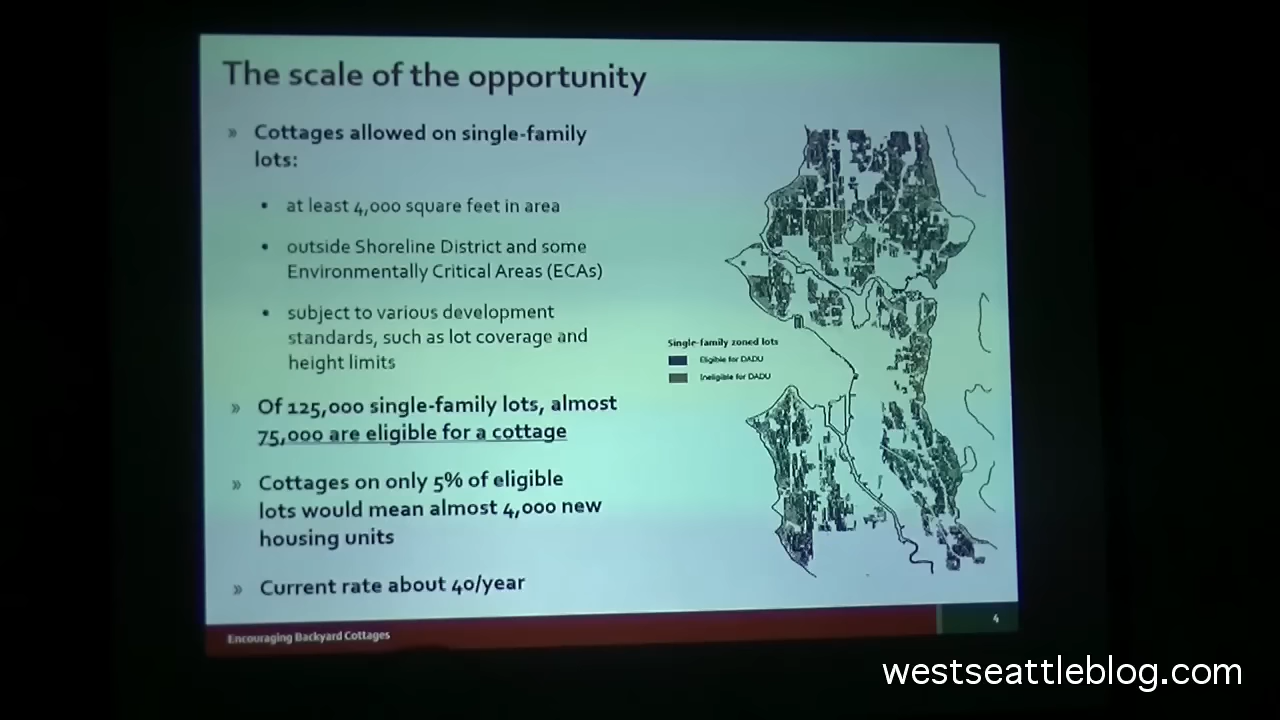 The scale of the opportunity
» Cottages allowed on single-family
lots:
• at least 4,000 square feet in area
• outside Shoreline District and some
Environmentally Critical Areas (ECAs)
• subject to various development
standards, such as lot coverage and
height limits
» Of 125,000 single-family lots, almost
75,000 are eligible for a cottage
» Cottages on only 5% of eligible
lots would mean almost 4,000 new
housing units
» Current rate about 40/year
Single-family zoned lots
Eligible for DADU
Ineligible for DADU
Encouraging Backyard Cottages
4
westseattleblog.com